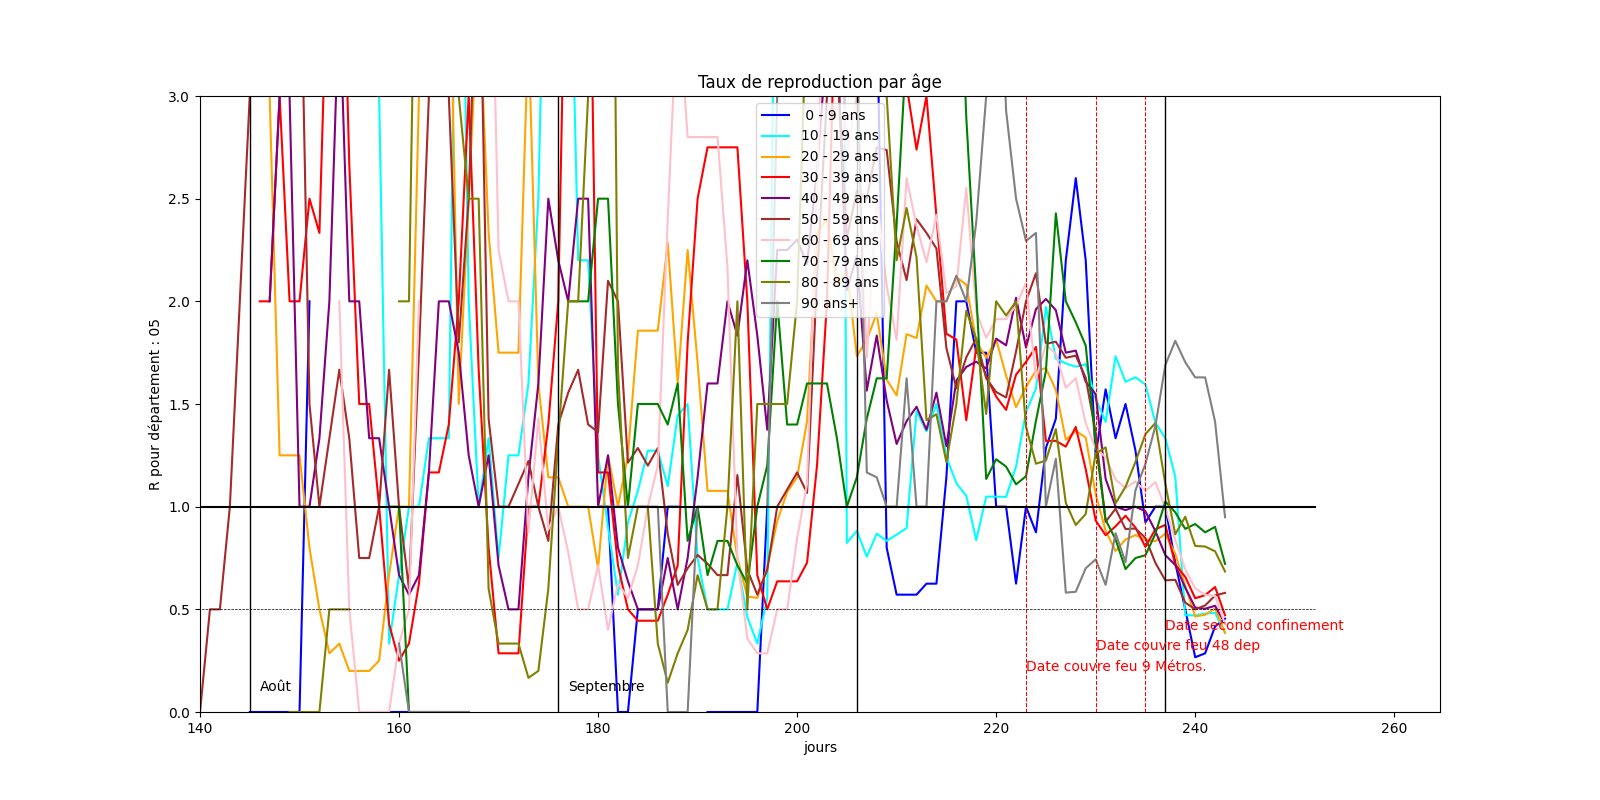 Taux de reproduction par âge
R pour département : 05
3.0
2.5
2.0
1.5
1.0
0.5
0.0
0 - 9 ans
10 - 19 ans
20 - 29 ans
30 - 39 ans
40 - 49 ans
50 - 59 ans
60 - 69 ans
70 - 79 ans
80 - 89 ans
90 ans+
Date second confinement
Date couvre feu 48 dep
Date couvre feu 9 Métros.
Août
Septembre
140
160
180
200
220
240
260
jours